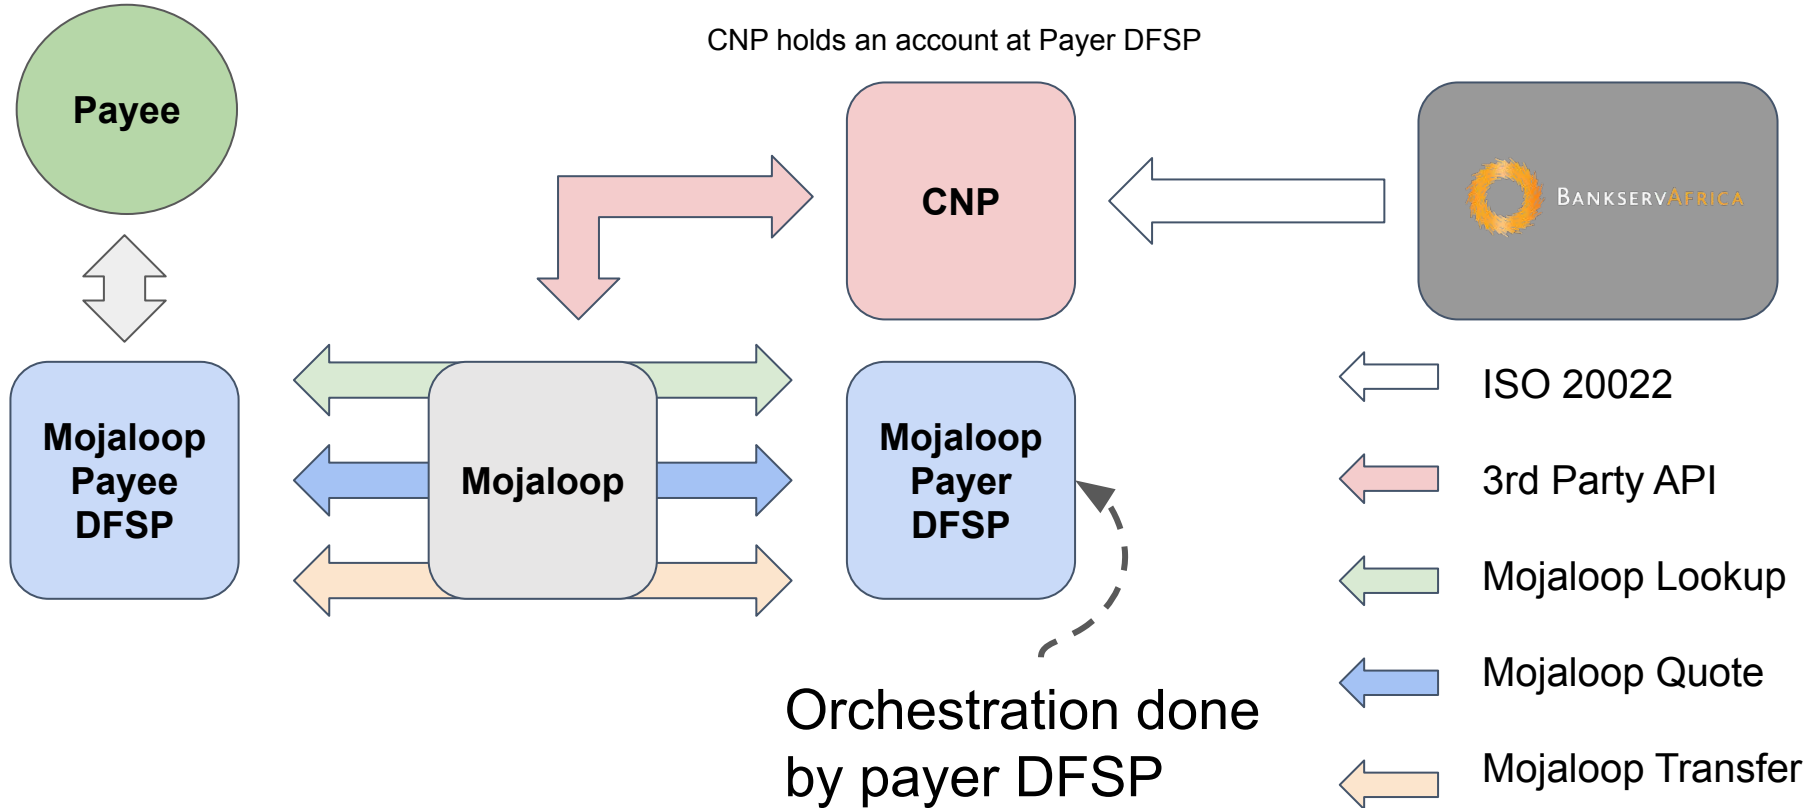 CNP holds an account at Payer DFSP
Payee
CNP
BANKSERVAFRICA
Mojaloop
Payee
DFSP
Mojaloop
Mojaloop
Payer
DFSP
ISO 20022
3rd Party API
Mojaloop Lookup
Mojaloop Quote
Mojaloop Transfer
Orchestration done
by payer DFSP